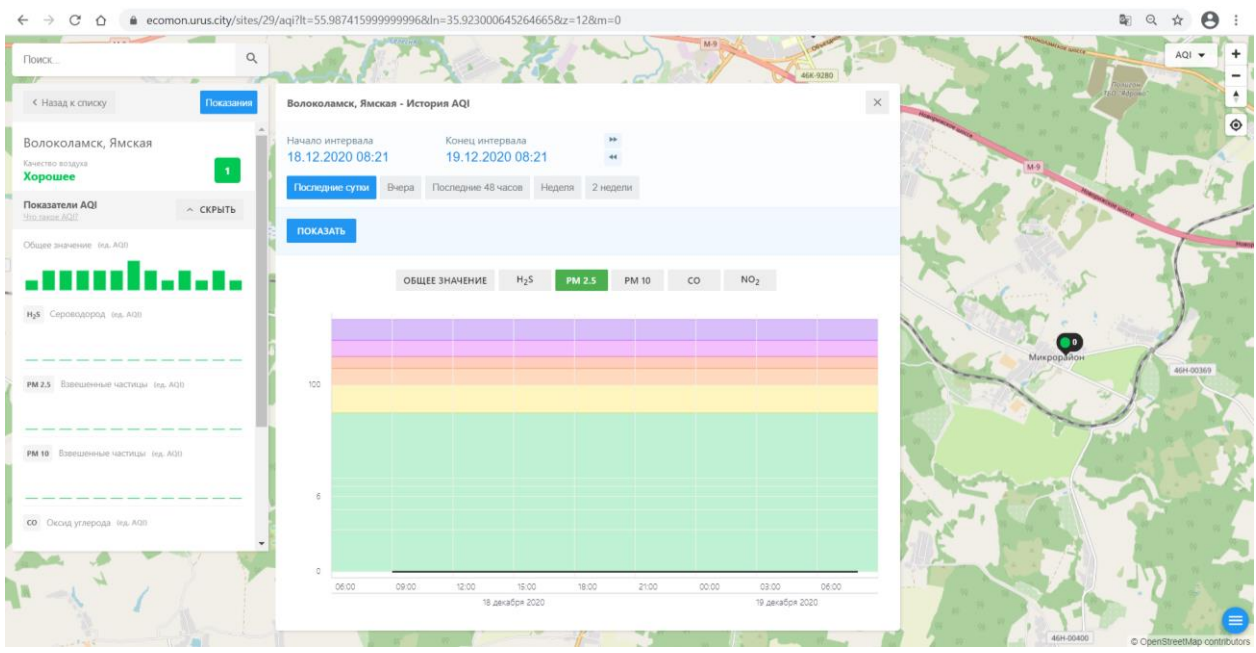 ecomon.urus.city/sites/29/aqi?lt=55.987415999999996&ln=35.923000645264665&z=12&m=0
Поиск...
AQI
+
−
Назад к списку
Показания
Волоколамск, Ямская
Качество воздуха
Хорошее
1
Показатели AQI
Что такое AQI?
СКРЫТЬ
Общее значение (ед. AQI)
H₂S Сероводород (ед. AQI)
PM 2.5 Взвешенные частицы (ед. AQI)
PM 10 Взвешенные частицы (ед. AQI)
CO Оксид углерода (ед. AQI)
Волоколамск, Ямская - История AQI
Начало интервала
18.12.2020 08:21
Конец интервала
19.12.2020 08:21
Последние сутки
Вчера
Последние 48 часов
Неделя
2 недели
ПОКАЗАТЬ
ОБЩЕЕ ЗНАЧЕНИЕ
H₂S
PM 2.5
PM 10
CO
NO₂
100
6
0
06:00 09:00 12:00 15:00 18:00 21:00 00:00 03:00 06:00
18 декабря 2020
19 декабря 2020
М-9
46К-9280
М-9
0
Микрорайон
46Н-00369
46Н-00400
© OpenStreetMap contributors